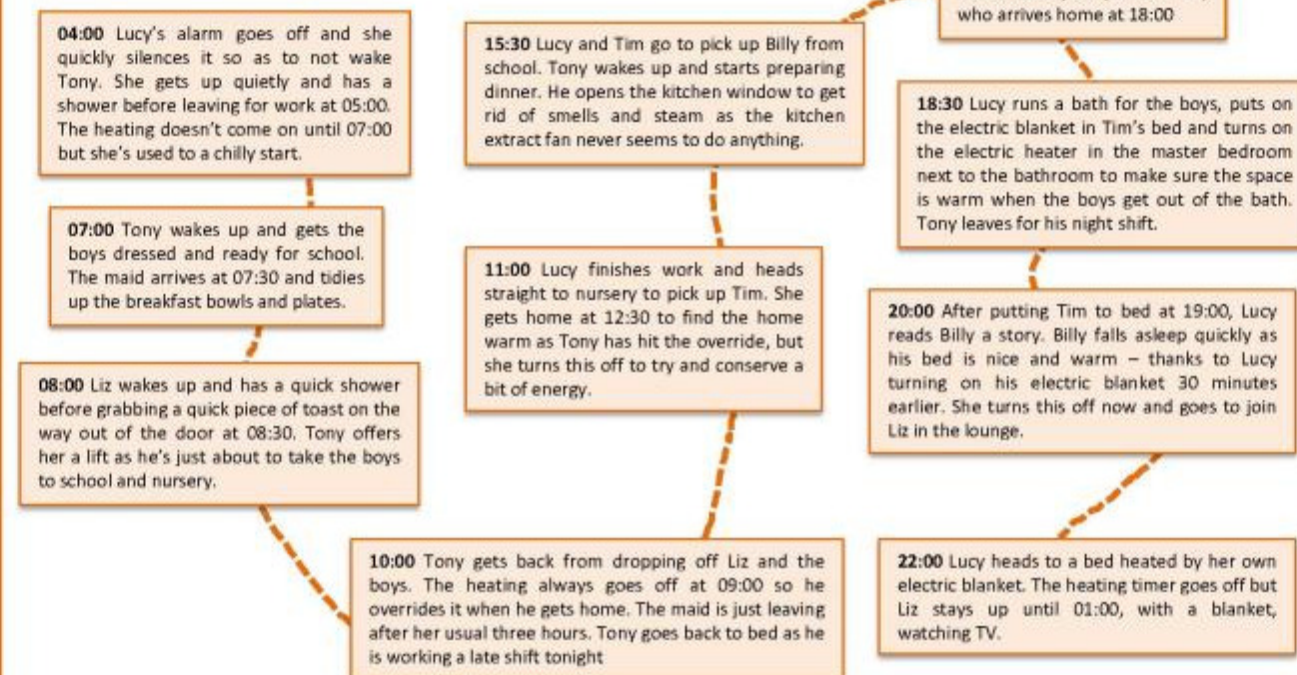 04:00 Lucy's alarm goes off and she
quickly silences it so as to not wake
Tony. She gets up quietly and has a
shower before leaving for work at 05:00.
The heating doesn't come on until 07:00
but she's used to a chilly start.
07:00 Tony wakes up and gets the
boys dressed and ready for school.
The maid arrives at 07:30 and tidies
up the breakfast bowls and plates.
08:00 Liz wakes up and has a quick shower
before grabbing a quick piece of toast on the
way out of the door at 08:30. Tony offers
her a lift as he's just about to take the boys
to school and nursery.
10:00 Tony gets back from dropping off Liz and the
boys. The heating always goes off at 09:00 so he
overrides it when he gets home. The maid is just leaving
after her usual three hours. Tony goes back to bed as he
is working a late shift tonight
11:00 Lucy finishes work and heads
straight to nursery to pick up Tim. She
gets home at 12:30 to find the home
warm as Tony has hit the override, but
she turns this off to try and conserve a
bit of energy.
15:30 Lucy and Tim go to pick up Billy from
school. Tony wakes up and starts preparing
dinner. He opens the kitchen window to get
rid of smells and steam as the kitchen
extract fan never seems to do anything.
who arrives home at 18:00
18:30 Lucy runs a bath for the boys, puts on
the electric blanket in Tim's bed and turns on
the electric heater in the master bedroom
next to the bathroom to make sure the space
is warm when the boys get out of the bath.
Tony leaves for his night shift.
20:00 After putting Tim to bed at 19:00, Lucy
reads Billy a story. Billy falls asleep quickly as
his bed is nice and warm – thanks to Lucy
turning on his electric blanket 30 minutes
earlier. She turns this off now and goes to join
Liz in the lounge.
22:00 Lucy heads to a bed heated by her own
electric blanket. The heating timer goes off but
Liz stays up until 01:00, with a blanket,
watching TV.